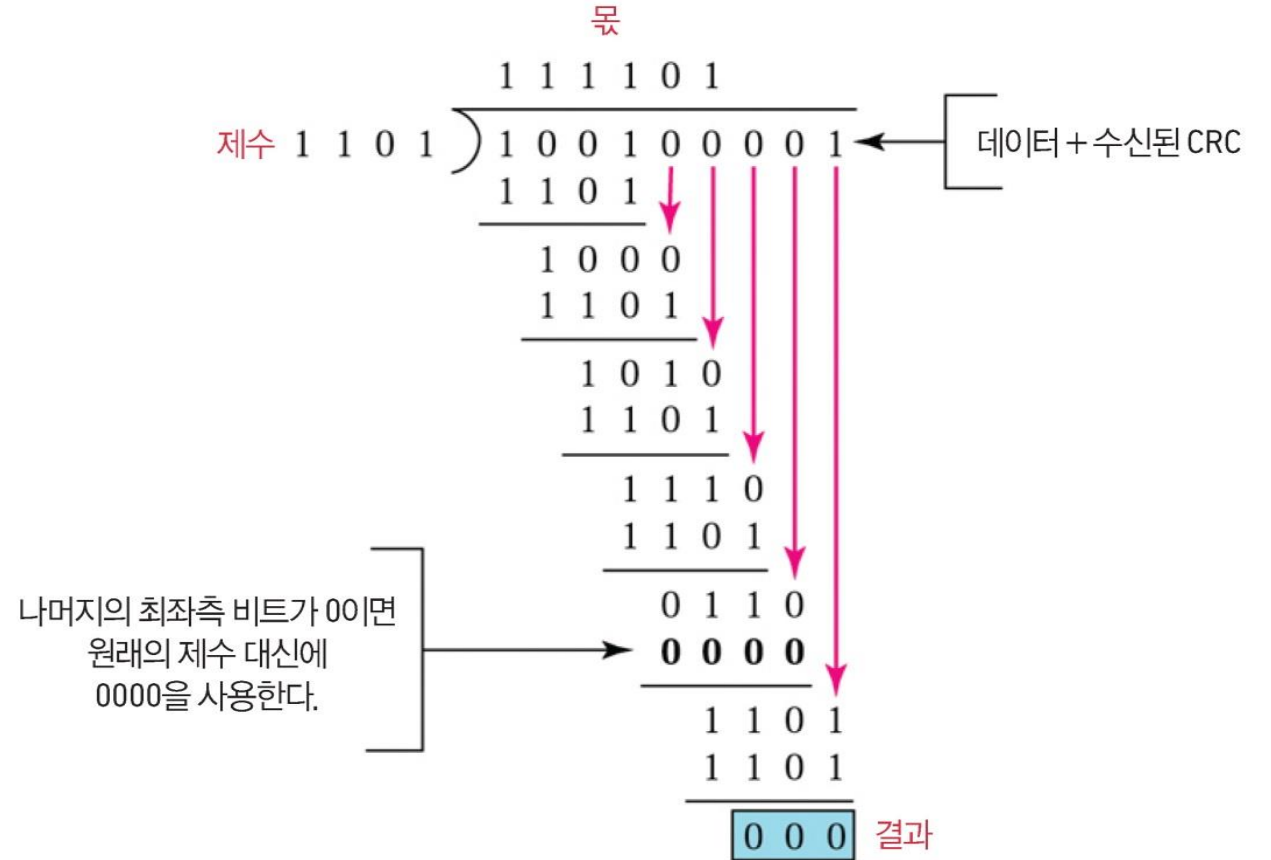 몫
1 1 1 1 0 1
제수 1 1 0 1 1 0 0 1 0 0 0 0 1 데이터 + 수신된 CRC
1 1 0 1
1 0 0 0
1 1 0 1
1 0 1 0
1 1 0 1
1 1 1 0
1 1 0 1
0 1 1 0
나머지의 최좌측 비트가 0이면
원래의 제수 대신에
0000을 사용한다.
0 0 0 0
1 1 0 1
1 1 0 1
0 0 0 결과